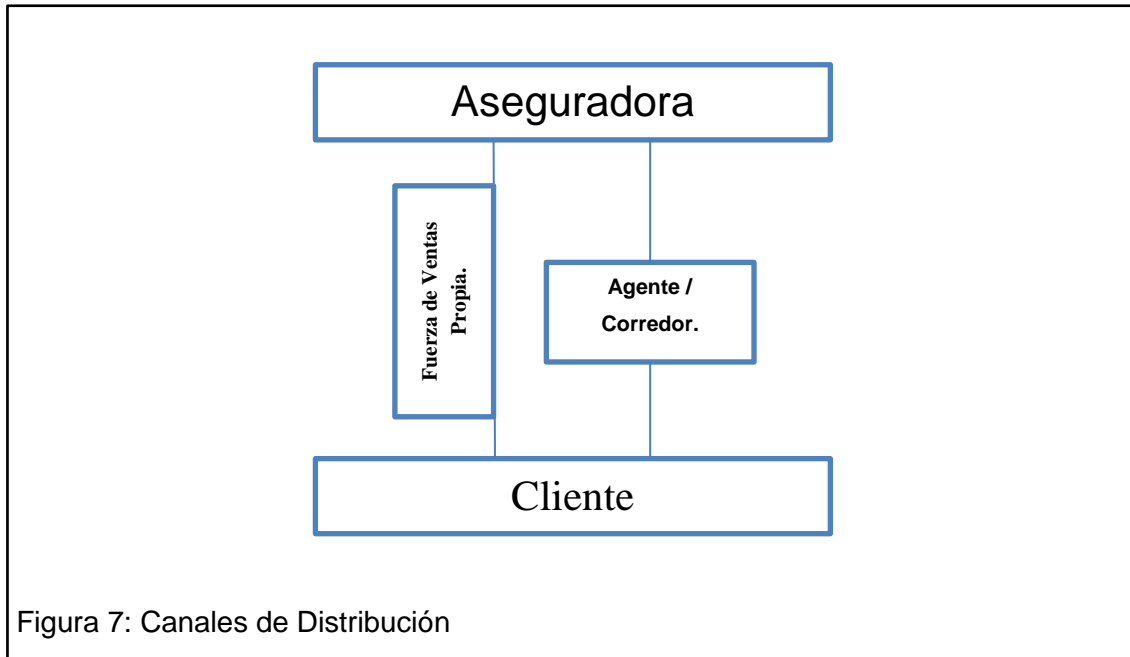 Aseguradora
Fuerza de Ventas
Propia.
Agente /
Corredor.
Cliente
Figura 7: Canales de Distribución